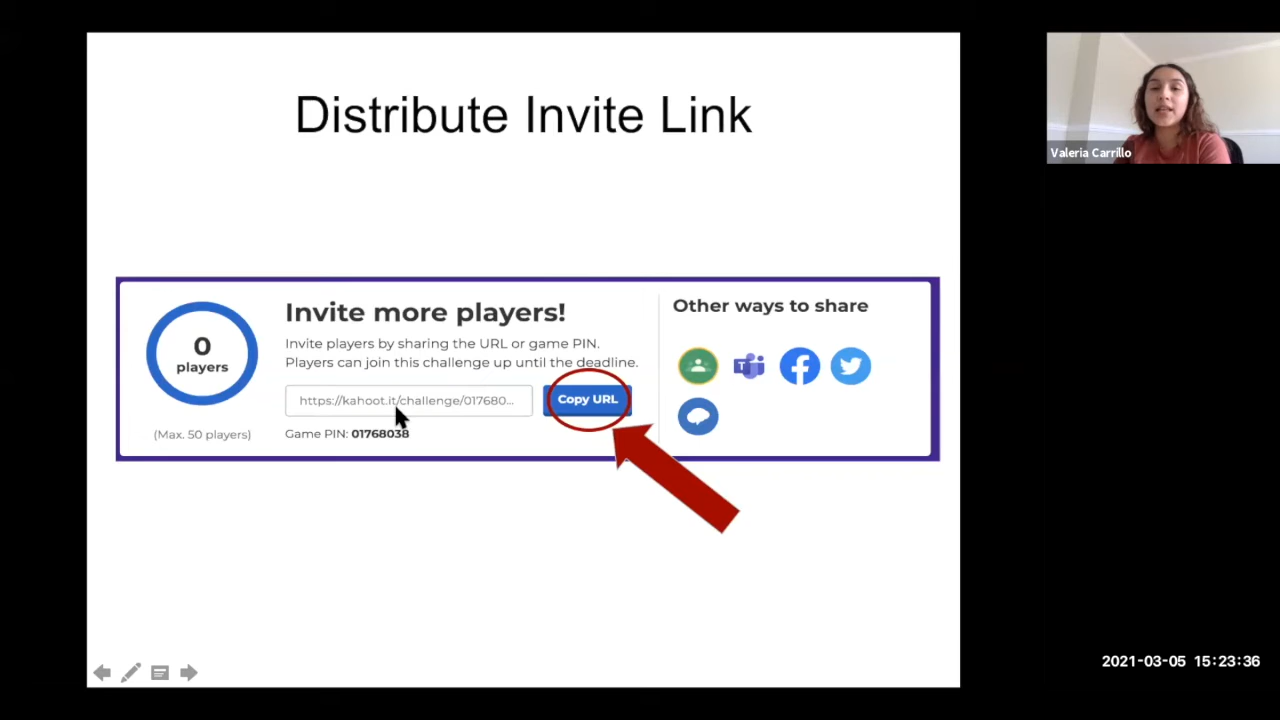 Distribute Invite Link
Valeria Carrillo
0
players
(Max. 50 players)
Invite more players!
Invite players by sharing the URL or game PIN.
Players can join this challenge up until the deadline.
https://kahoot.it/challenge/017680...
Copy URL
Game PIN: 01768038
Other ways to share
T
2021-03-05 15:23:36